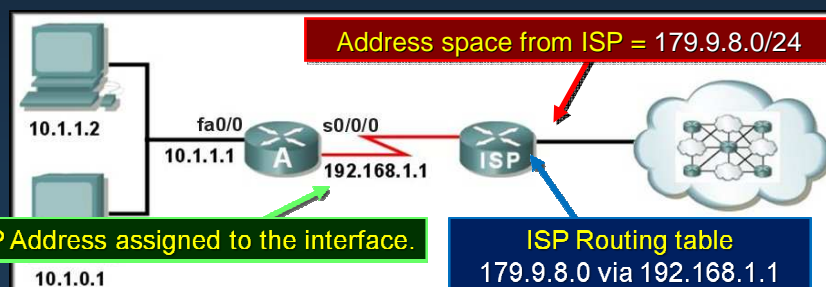 Address space from ISP = 179.9.8.0/24
10.1.1.2
fa0/0
s0/0/0
10.1.1.1
A
192.168.1.1
ISP
P Address assigned to the interface.
ISP Routing table
179.9.8.0 via 192.168.1.1
10.1.0.1